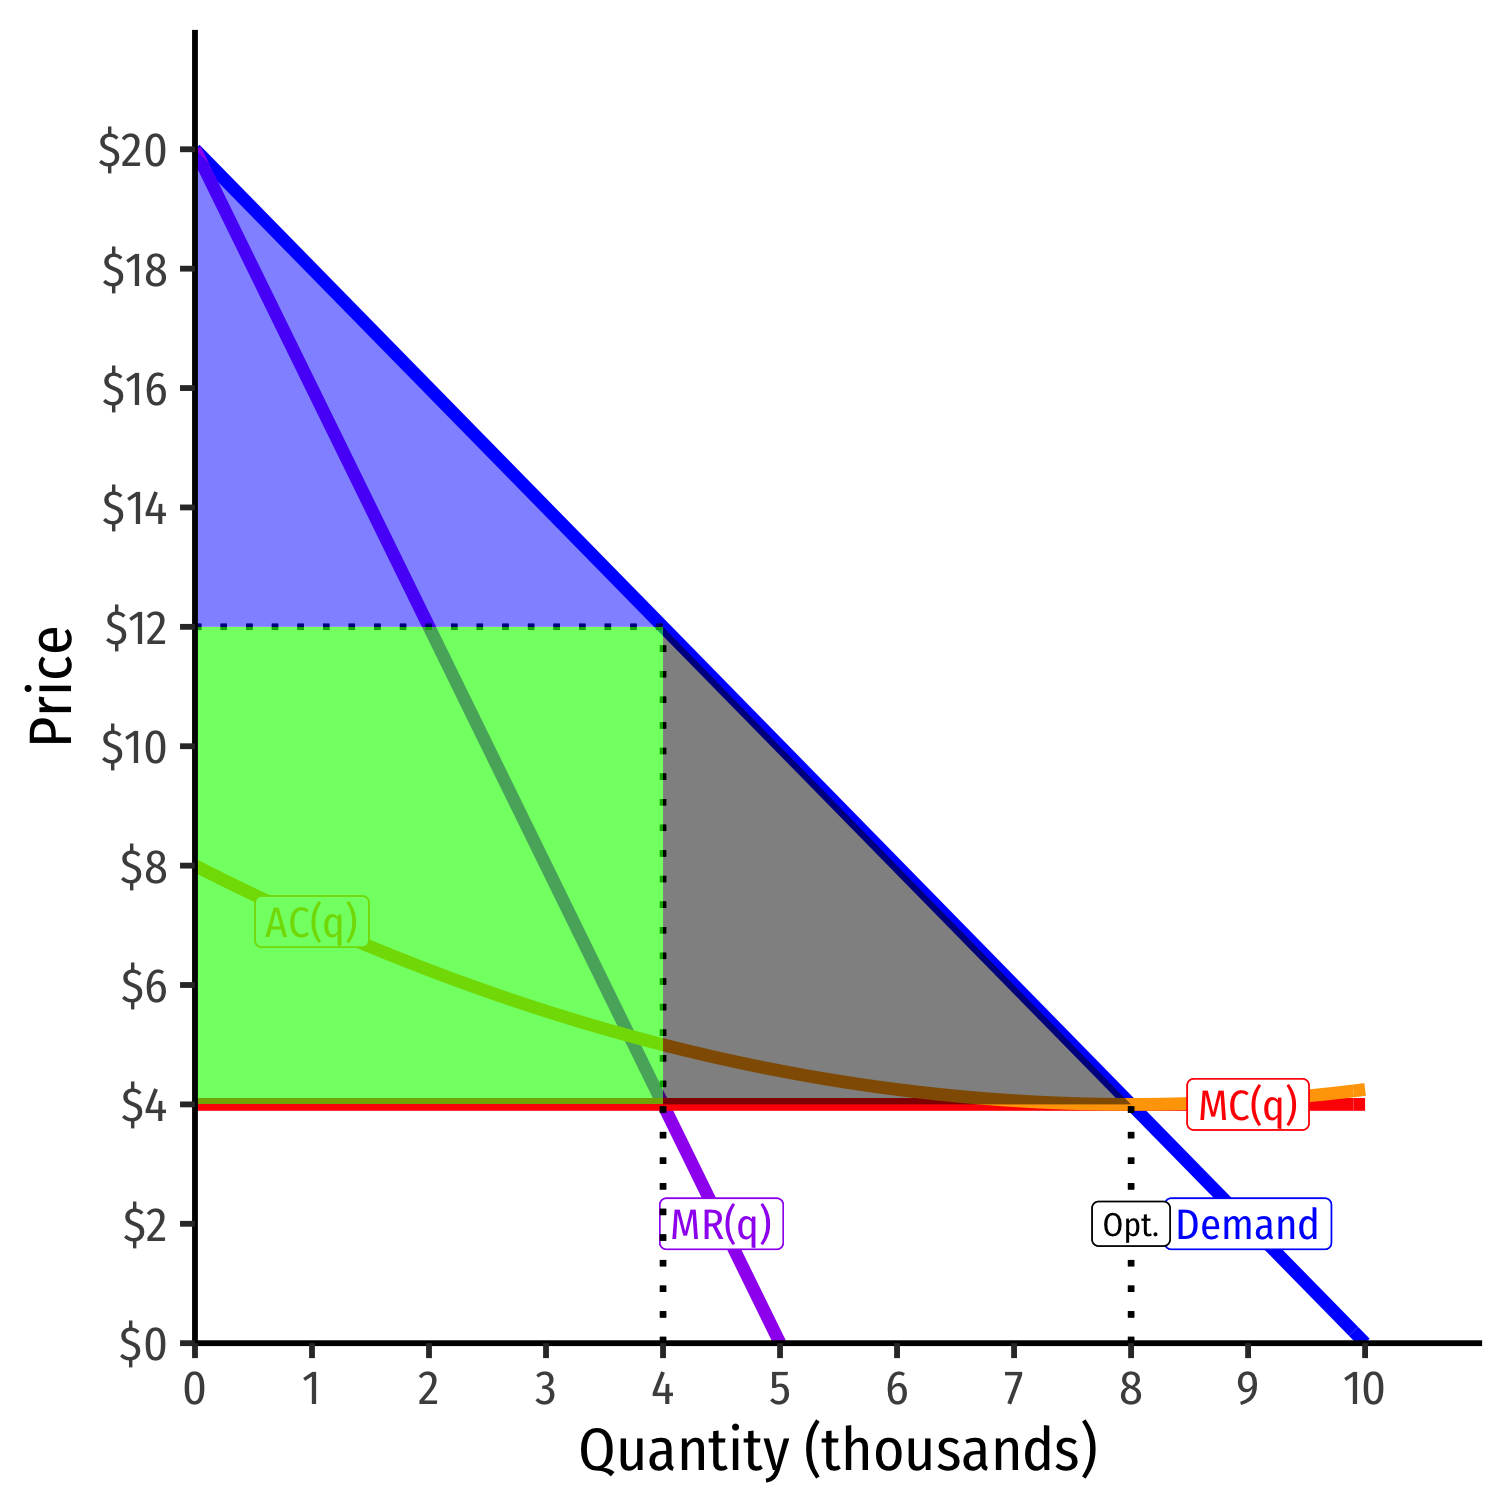 $20
$18
$16
$14
$12
$10
$8
$6
$4
$2
$0
Price
AC(q)
MC(q)
MR(q)
Opt.
Demand
0 1 2 3 4 5 6 7 8 9 10
Quantity (thousands)